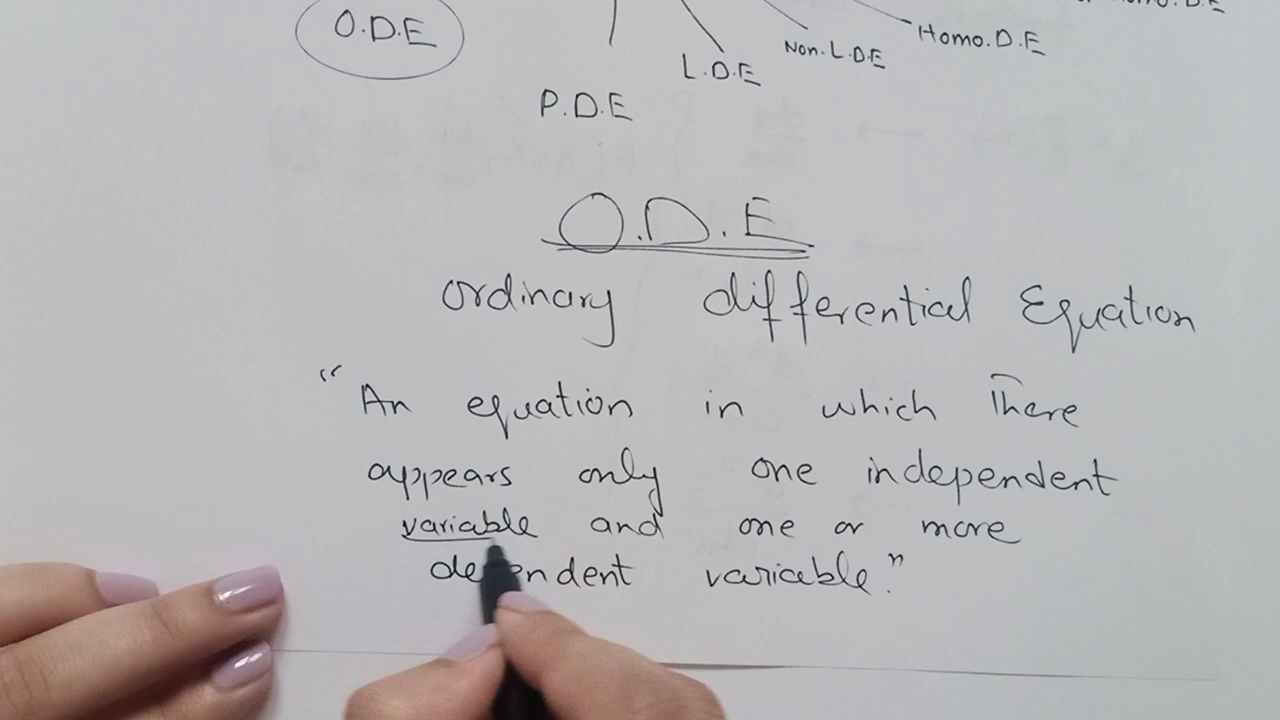 O.D.E
P.D.E
L.D.E
Non.L.D.E
Homo.D.E
O.D.E
ordinary differential Equation
"An equation in which There
appears only one independent
variable and one or more
dependent variable."